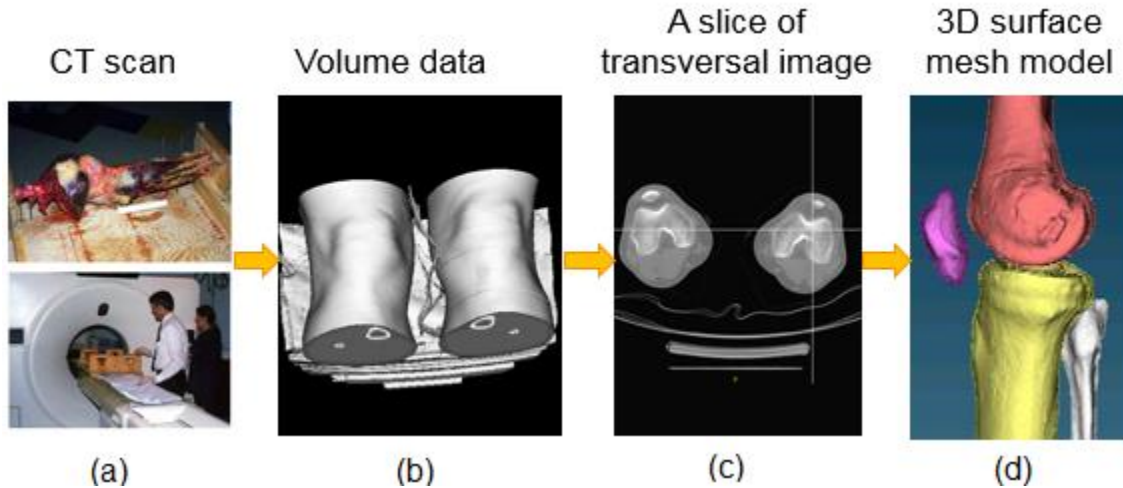 CT scan
Volume data
A slice of
transversal image
3D surface
mesh model
(a)
(b)
(c)
(d)